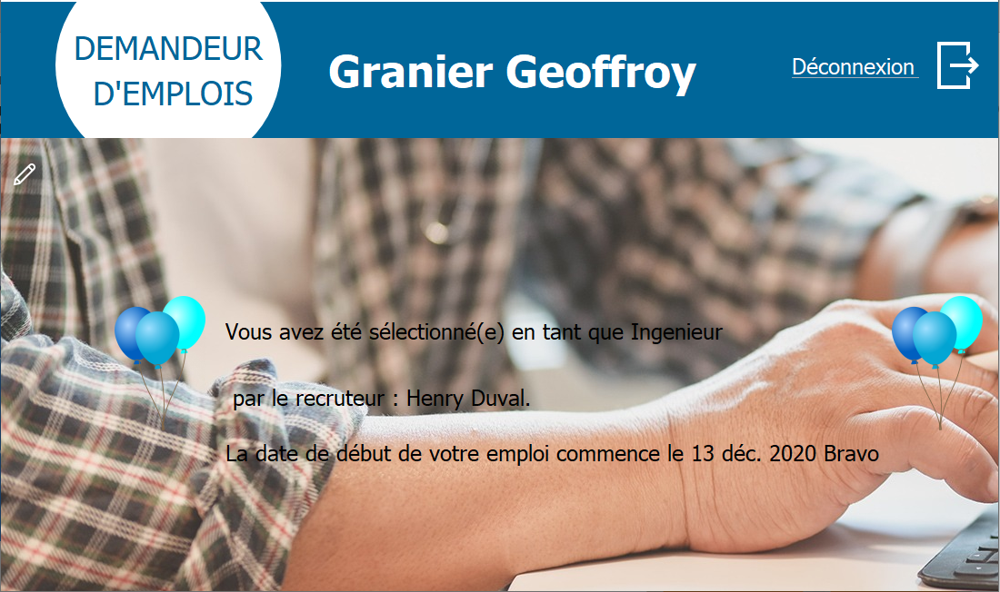 DEMANDEUR
D'EMPLOIS
Granier Geoffroy
Déconnexion
Vous avez été sélectionné(e) en tant que Ingenieur
par le recruteur : Henry Duval.
La date de début de votre emploi commence le 13 déc. 2020 Bravo